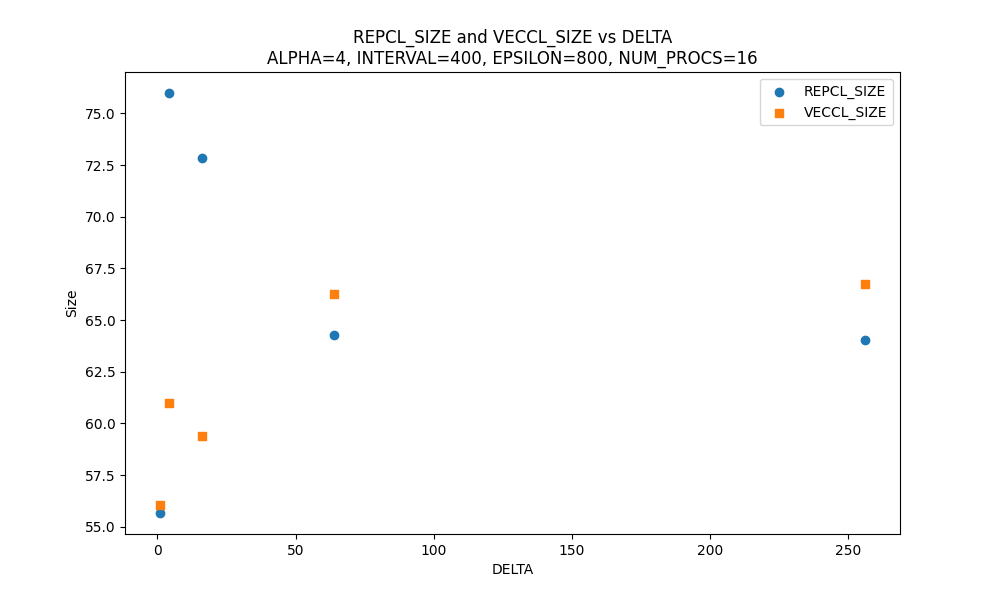 REPCL_SIZE and VECCL_SIZE vs DELTA
ALPHA=4, INTERVAL=400, EPSILON=800, NUM_PROCS=16
REPCL_SIZE
VECCL_SIZE
75.0
72.5
70.0
67.5
65.0
62.5
60.0
57.5
55.0
Size
0 50 100 150 200 250
DELTA